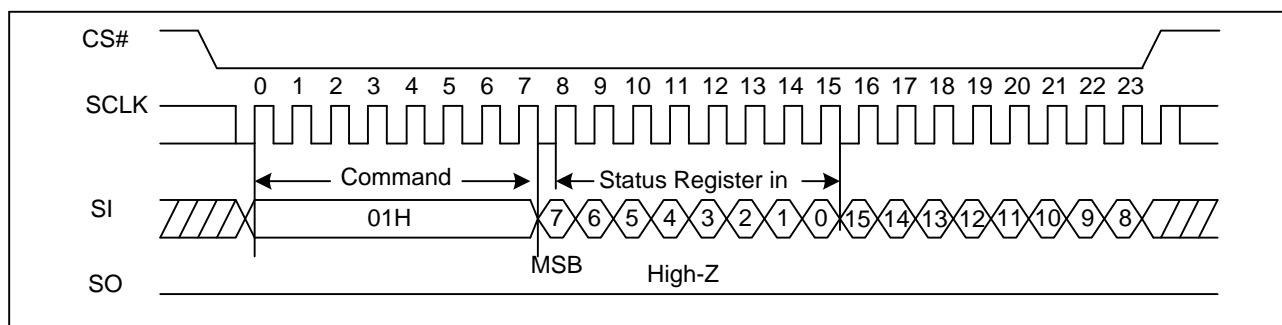 CS#
0 1 2 3 4 5 6 7 8 9 10 11 12 13 14 15 16 17 18 19 20 21 22 23
SCLK
Command Status Register in
SI 01H 7 6 5 4 3 2 1 0 15 14 13 12 11 10 9 8
MSB High-Z
SO